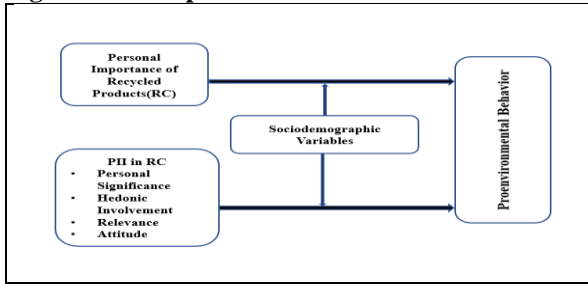 Personal
Importance of
Recycled
Products(RC)
Sociodemographic
Variables
PII in RC
• Personal
Significance
• Hedonic
Involvement
• Relevance
• Attitude
Proenvironmental Behavior